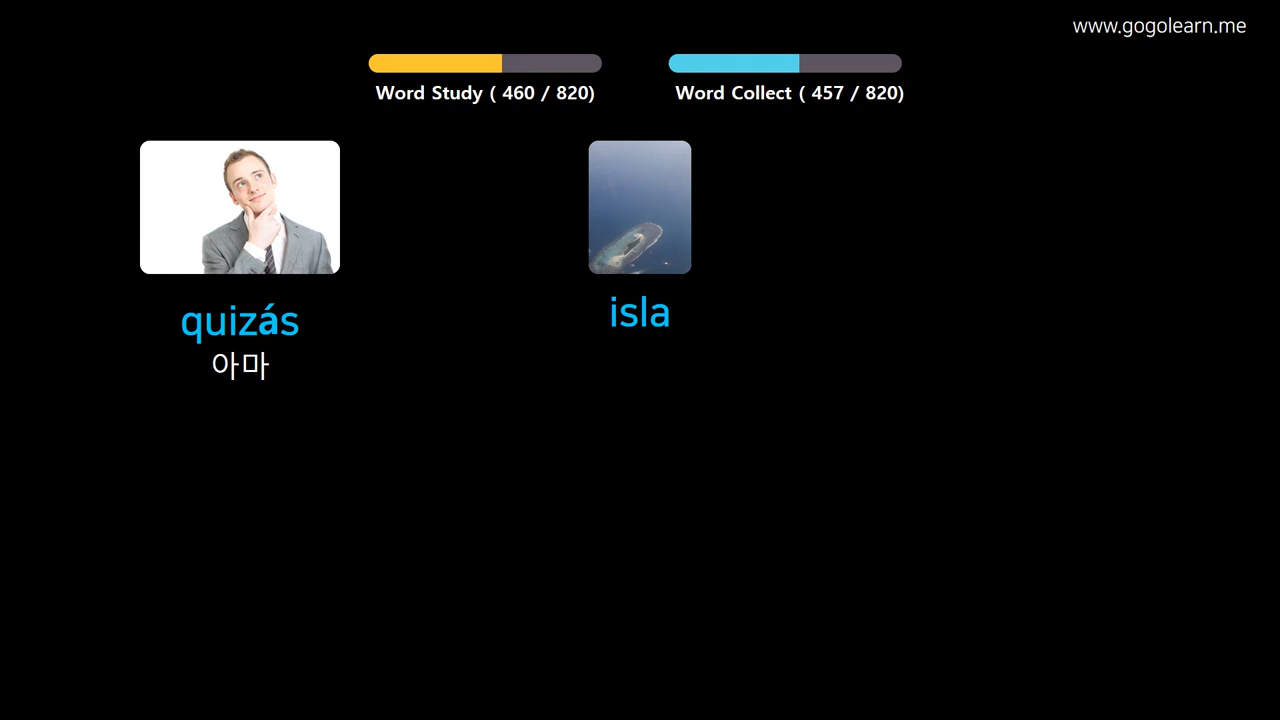 www.gogolearn.me
Word Study ( 460 / 820)
Word Collect ( 457 / 820)
quizás
아마
isla